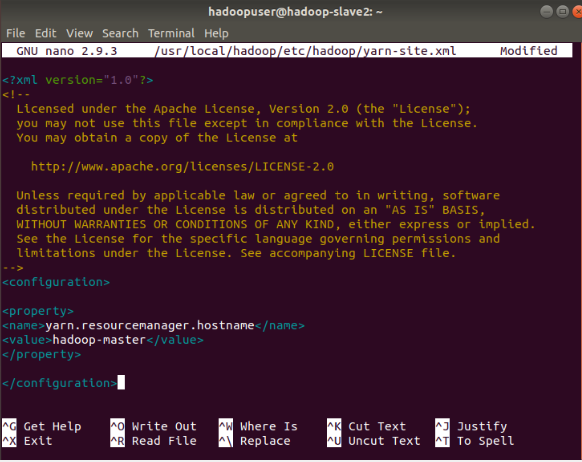 hadoopuser@hadoop-slave2: ~
File Edit View Search Terminal Help
GNU nano 2.9.3 /usr/local/hadoop/etc/hadoop/yarn-site.xml Modified
<?xml version="1.0"?>
<!--
Licensed under the Apache License, Version 2.0 (the "License");
you may not use this file except in compliance with the License.
You may obtain a copy of the License at
http://www.apache.org/licenses/LICENSE-2.0
Unless required by applicable law or agreed to in writing, software
distributed under the License is distributed on an "AS IS" BASIS,
WITHOUT WARRANTIES OR CONDITIONS OF ANY KIND, either express or implied.
See the License for the specific language governing permissions and
limitations under the License. See accompanying LICENSE file.
-->
<configuration>
<property>
<name>yarn.resourcemanager.hostname</name>
<value>hadoop-master</value>
</property>
</configuration>
^G Get Help ^O Write Out ^W Where Is ^K Cut Text ^J Justify
^X Exit ^R Read File ^\ Replace ^U Uncut Text ^T To Spell